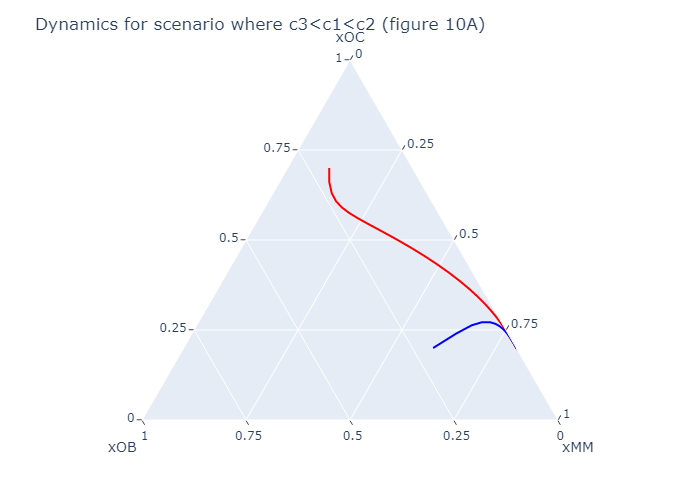 Dynamics for scenario where c3<c1<c2 (figure 10A)
xOC
1 0
0.75 0.25
0.5 0.5
0.25 0.75
0 1
1 0.75 0.5 0.25 0
xOB xMM